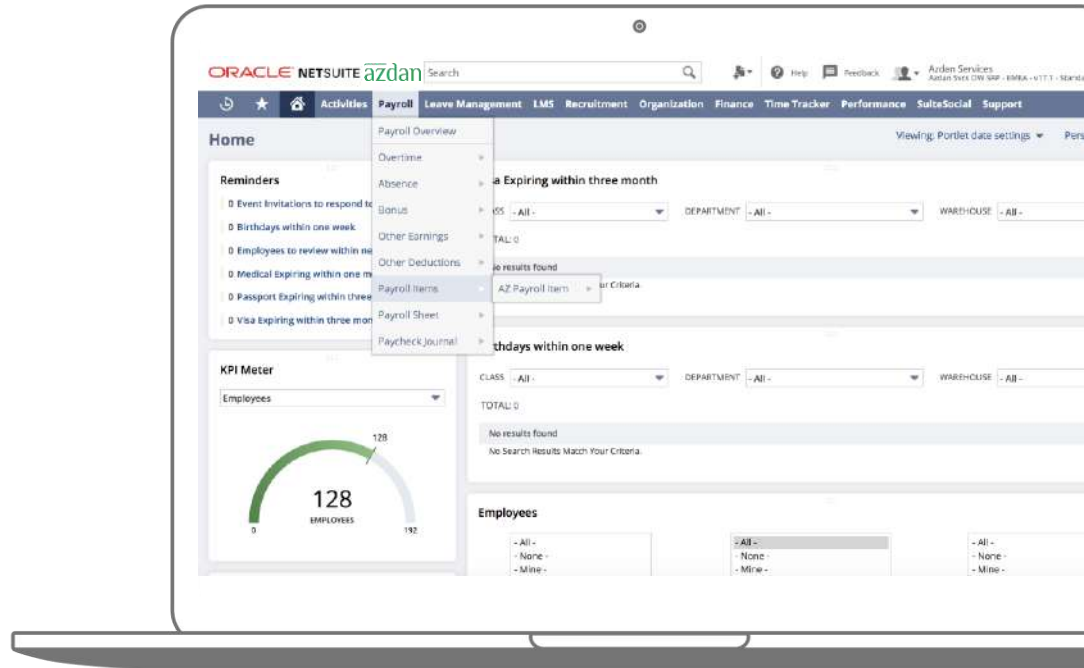 ORACLE NETSUITE azdan Search Help Feedback Arden Services
Activities Payroll Leave Management LMS Recruitment Organization Finance Time Tracker Performance SuiteSocial Support
Home Viewing: Portlet date settings
Payroll Overview
Overtime
Absence
Bonus
Other Earnings
Other Deductions
Payroll Items
AZ Payroll Item
Payroll Sheet
Paycheck Journal
Reminders
0 Event Invitations to respond to
0 Birthdays within one week
0 Employees to review within ne
0 Medical Expiring within one m
0 Passport Expiring within three
0 Visa Expiring within three mon
KPI Meter
Employees
128
128
EMPLOYEES
0 192
a Expiring within three month
SS - All - DEPARTMENT - All - WAREHOUSE - All -
TAL: 0
o results found
ur Criteria.
thdays within one week
CLASS - All - DEPARTMENT - All - WAREHOUSE - All -
TOTAL: 0
No results found
No Search Results Match Your Criteria.
Employees
- All - - All - - All -
- None - - None - - None -
- Mine - - Mine - - Mine -